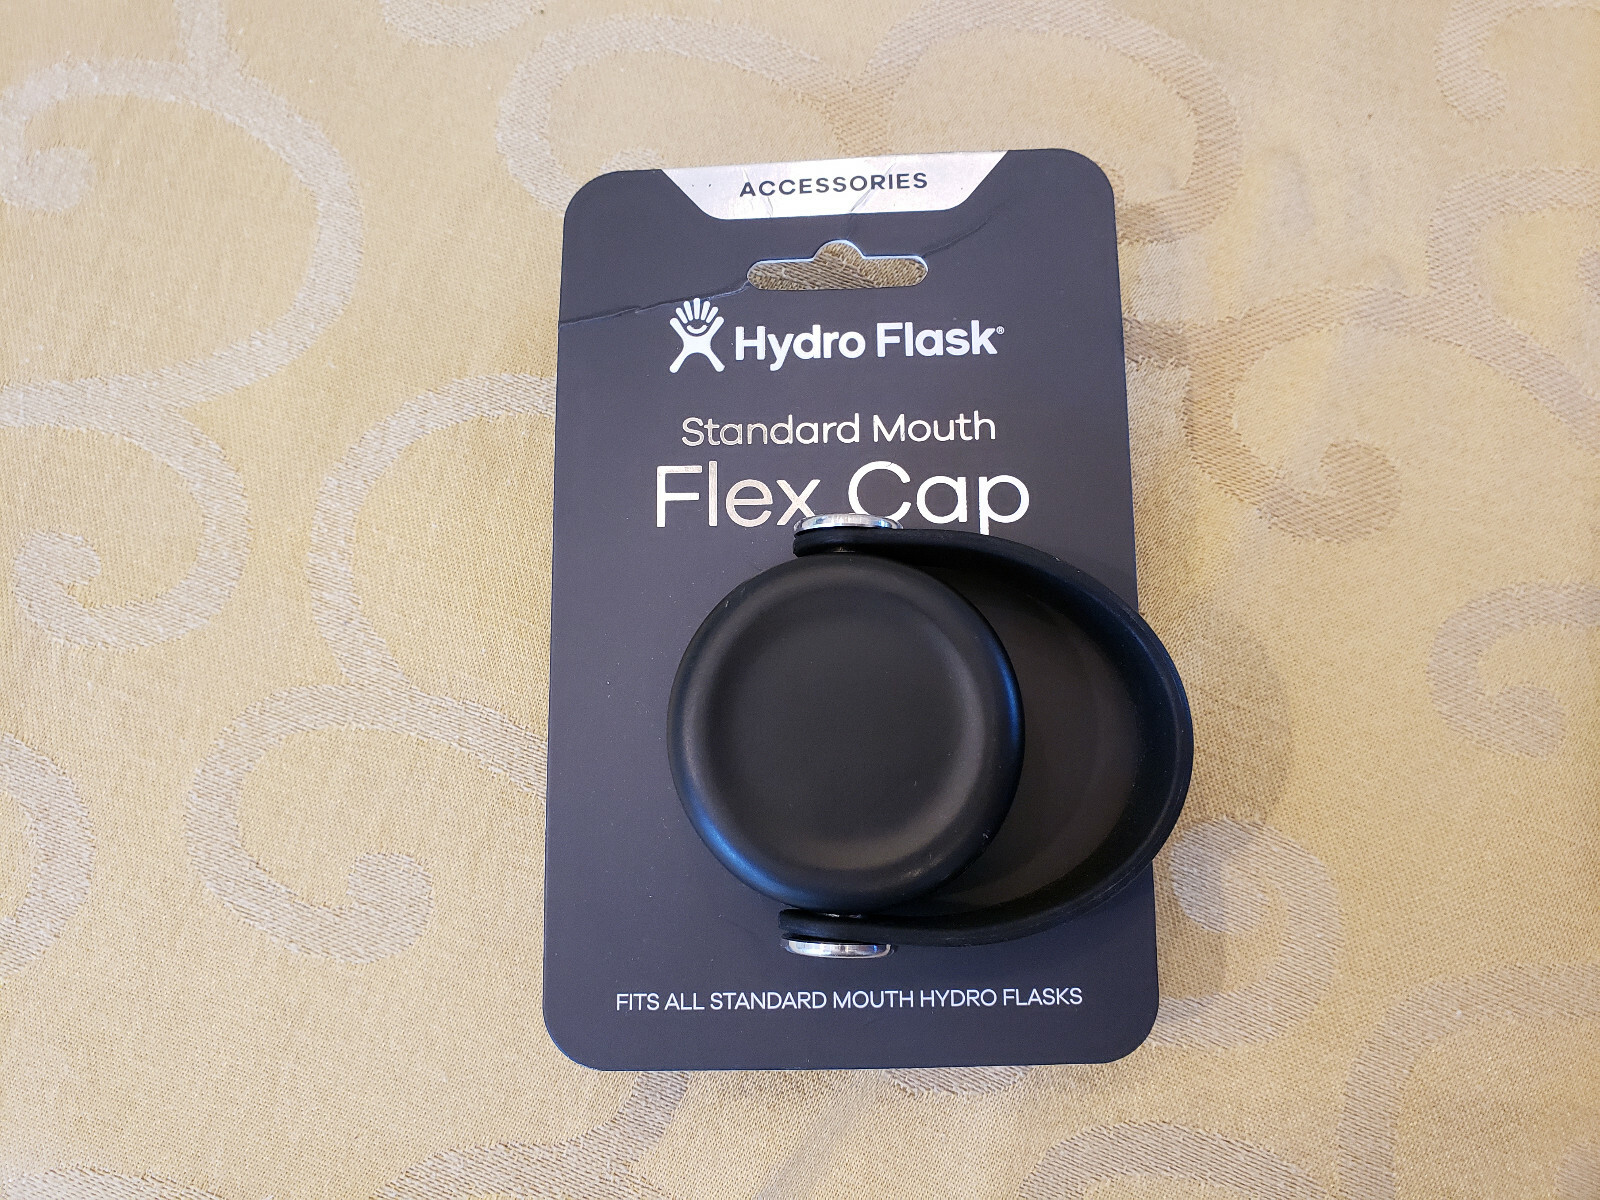 ACCESSORIES
Hydro Flask®
Standard Mouth
Flex Cap
FITS ALL STANDARD MOUTH HYDRO FLASKS